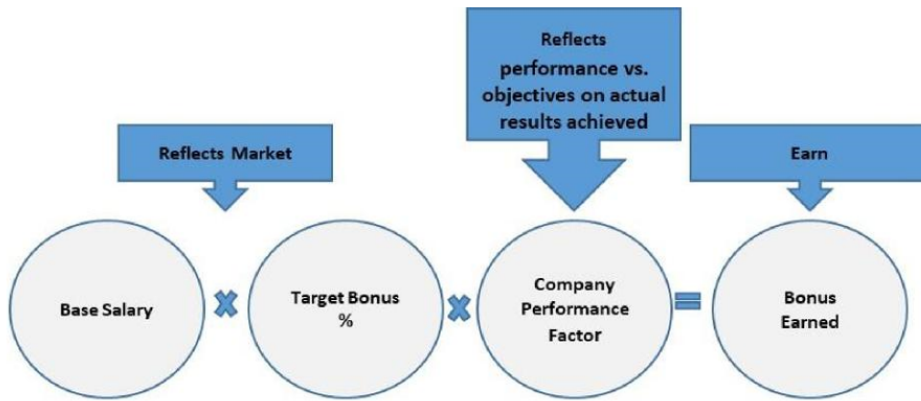 Reflects
performance vs.
objectives on actual
results achieved
Reflects Market
Earn
Base Salary
Target Bonus
%
Company
Performance
Factor
Bonus
Earned